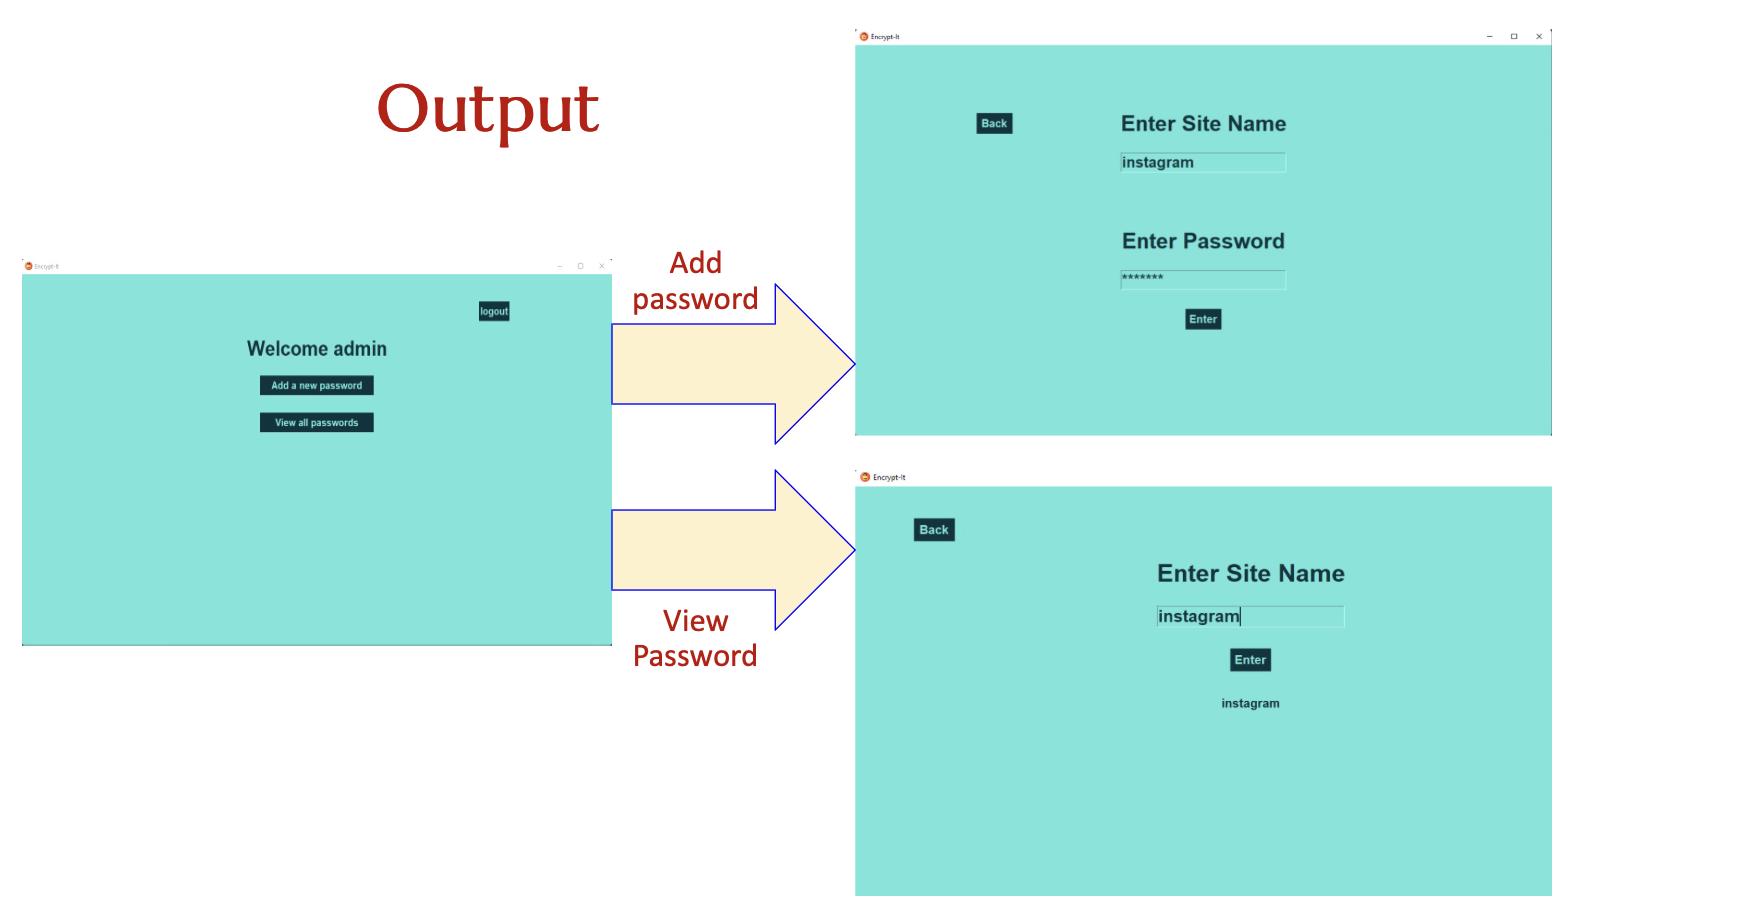 Output
Encrypt-It
logout
Welcome admin
Add a new password
View all passwords
Add
password
View
Password
Encrypt-It
Back
Enter Site Name
instagram
Enter Password
*******
Enter
Encrypt-It
Back
Enter Site Name
instagram
Enter
instagram